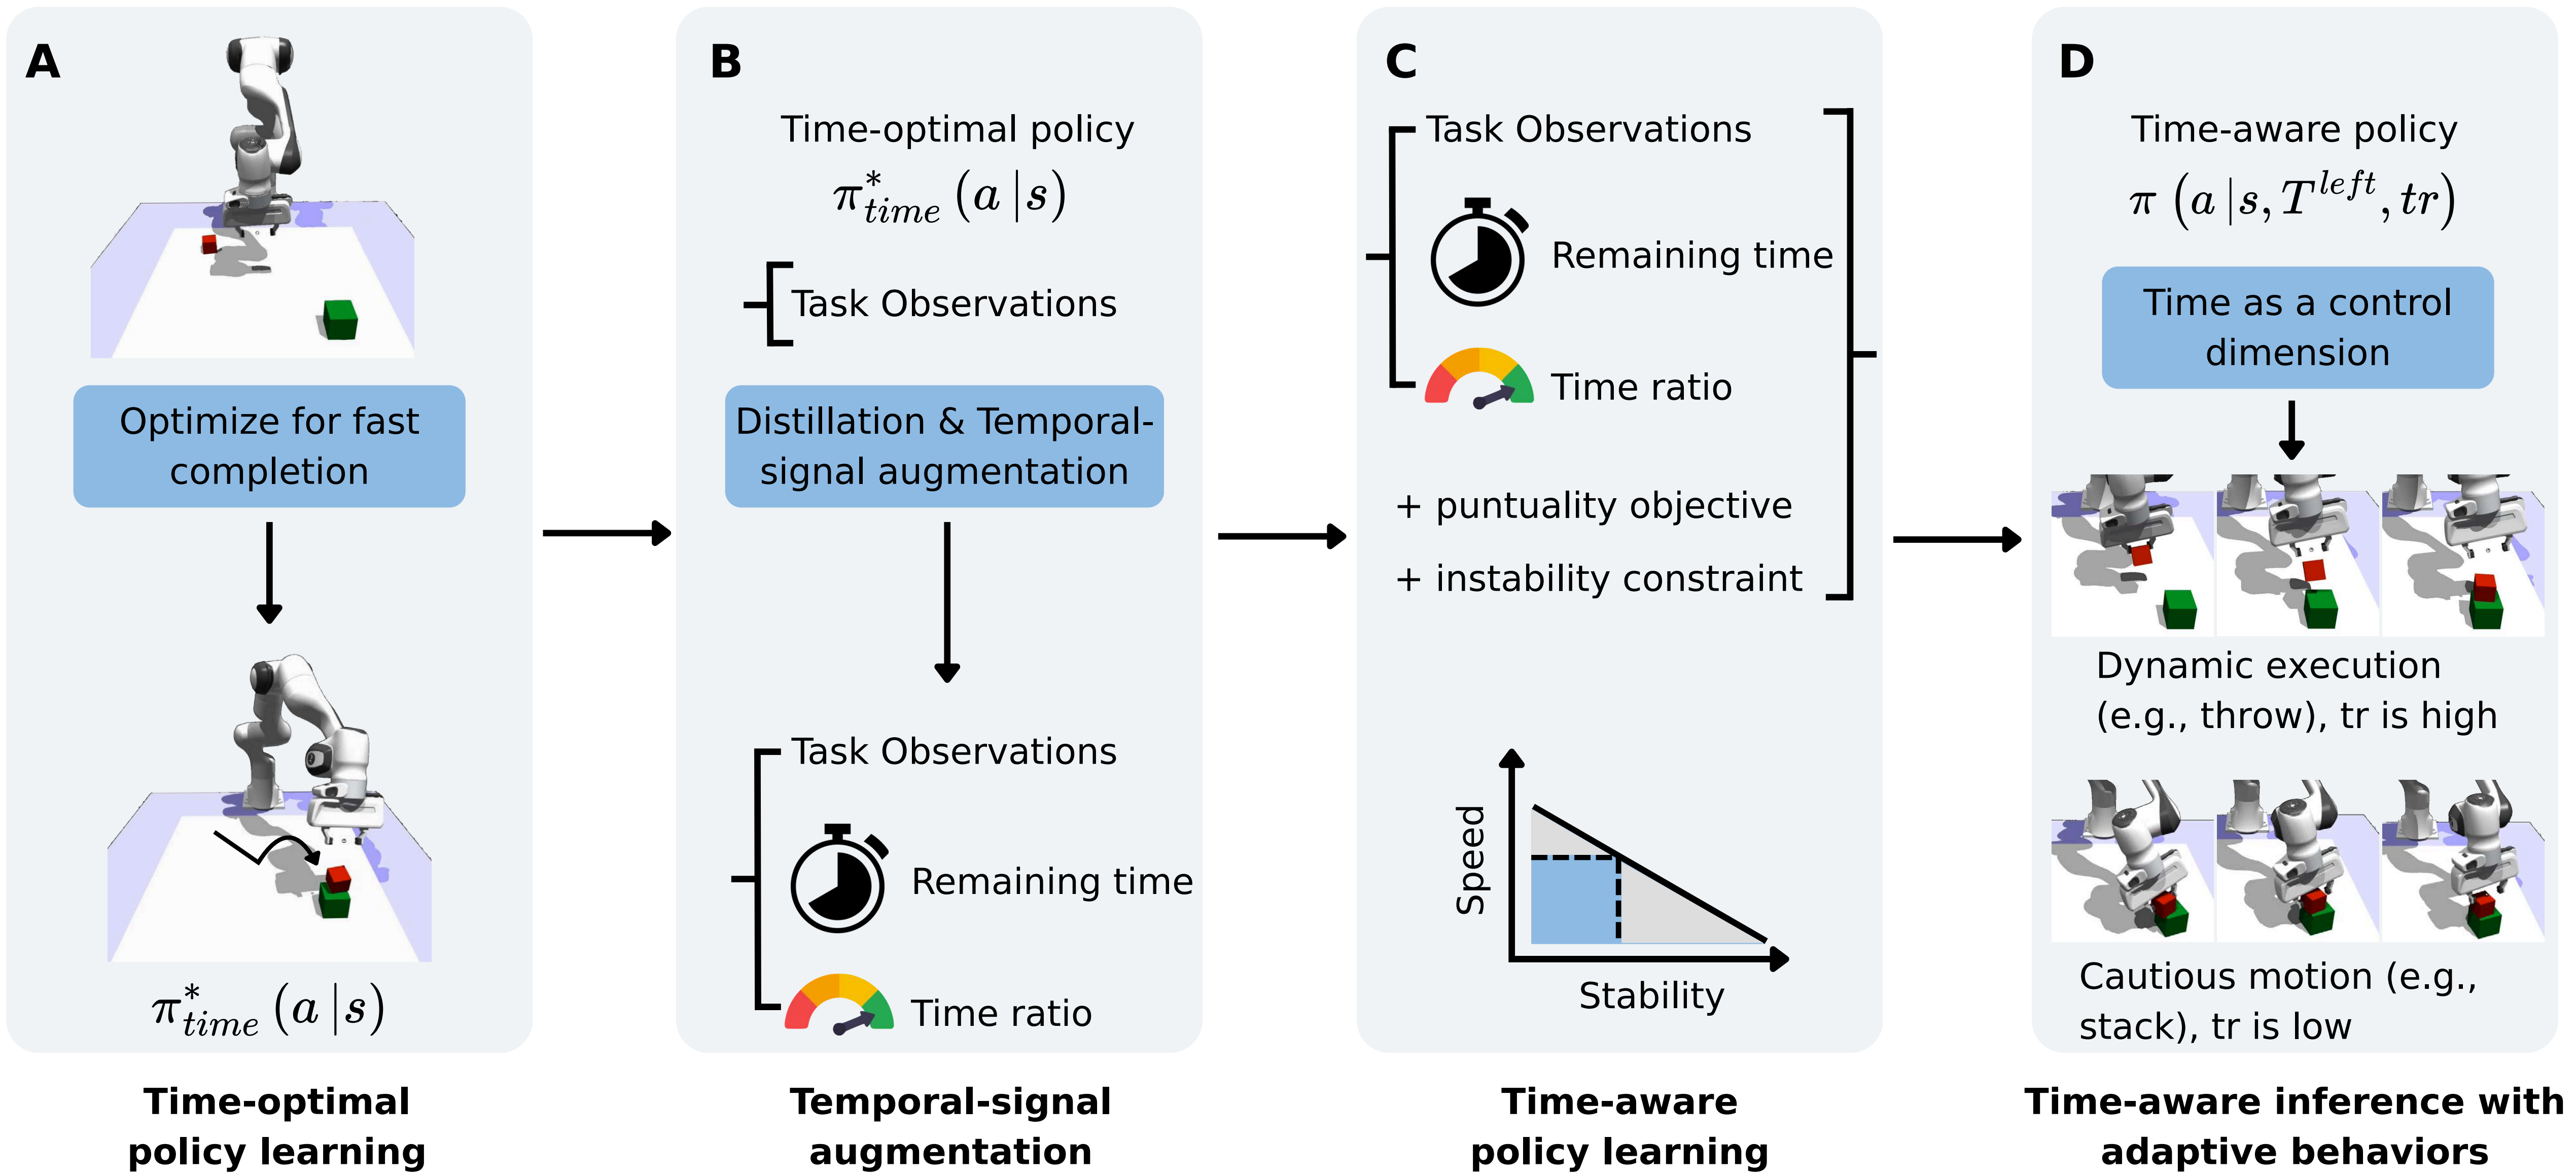 A
Optimize for fast
completion
π*time (a|s)
Time-optimal
policy learning
B
Time-optimal policy
π*time (a|s)
Task Observations
Distillation & Temporal-
signal augmentation
Task Observations
Remaining time
Time ratio
Temporal-signal
augmentation
C
Task Observations
Remaining time
Time ratio
+ puntuality objective
+ instability constraint
Speed
Stability
Time-aware
policy learning
D
Time-aware policy
π (a|s, T^left, tr)
Time as a control
dimension
Dynamic execution
(e.g., throw), tr is high
Cautious motion (e.g.,
stack), tr is low
Time-aware inference with
adaptive behaviors